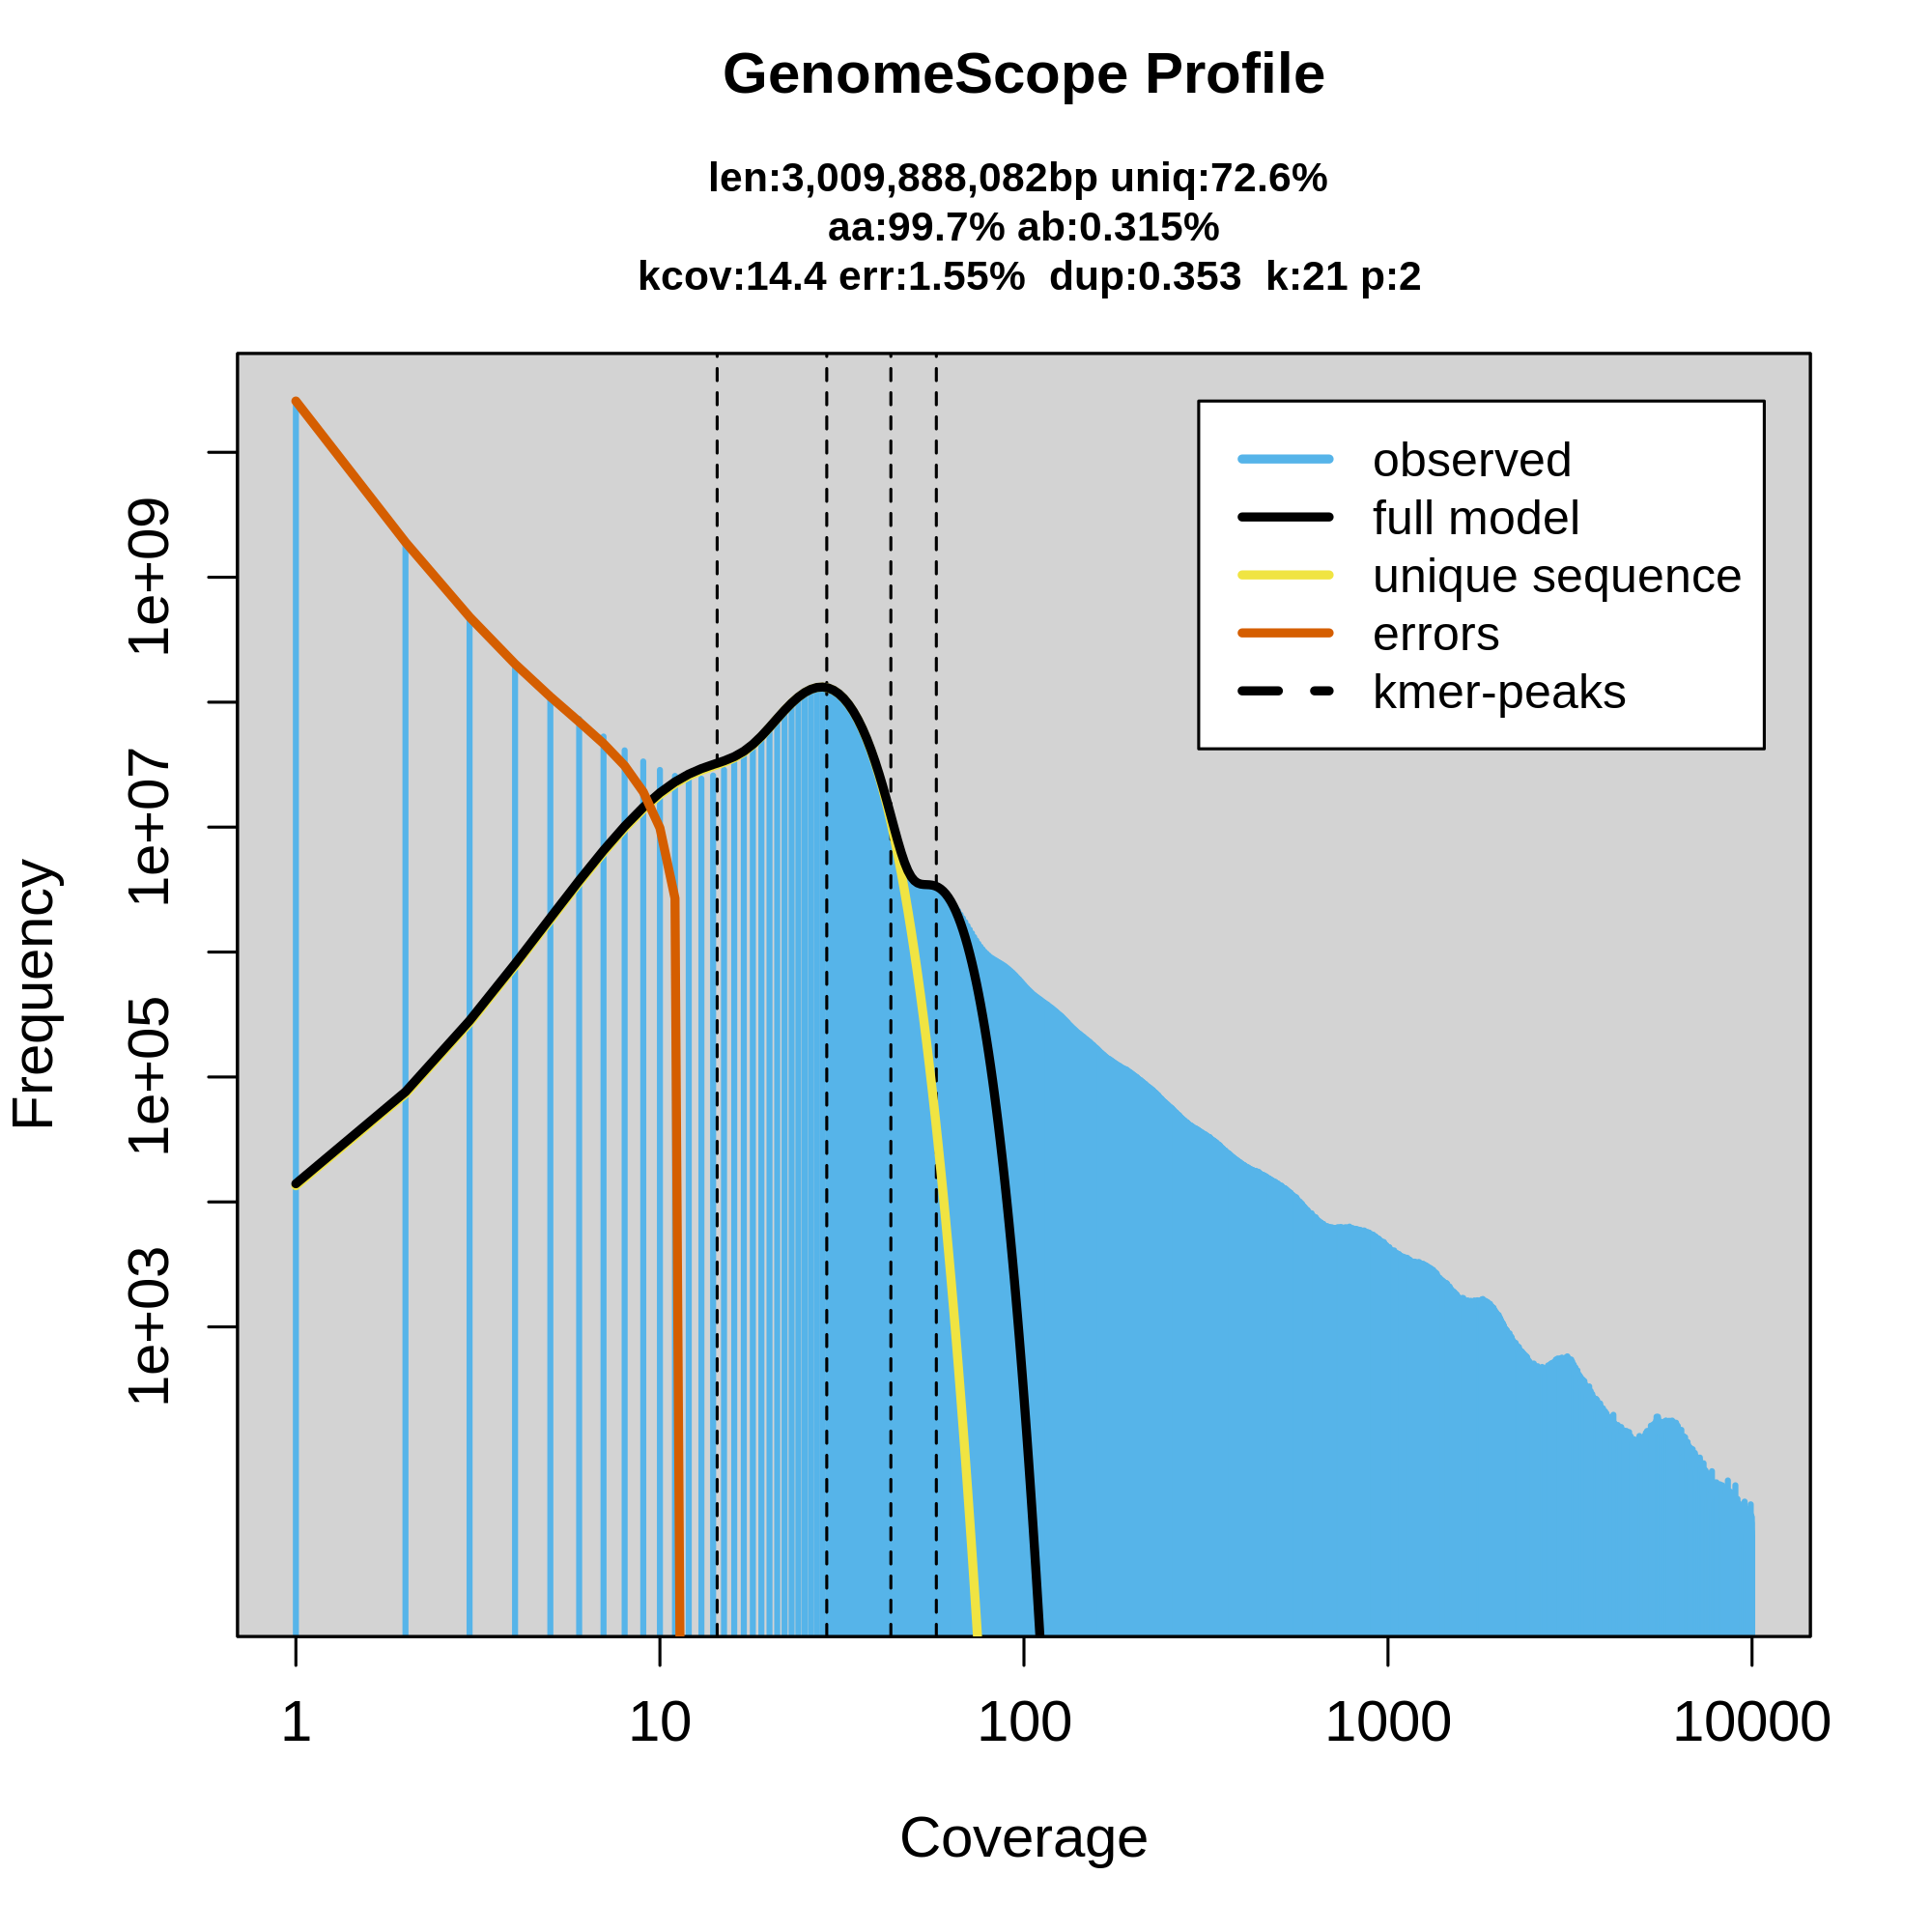 GenomeScope Profile
len:3,009,888,082bp uniq:72.6%
aa:99.7% ab:0.315%
kcov:14.4 err:1.55%  dup:0.353  k:21 p:2
observed
full model
unique sequence
errors
kmer-peaks
Frequency
1e+09
1e+07
1e+05
1e+03
1
10
100
1000
10000
Coverage